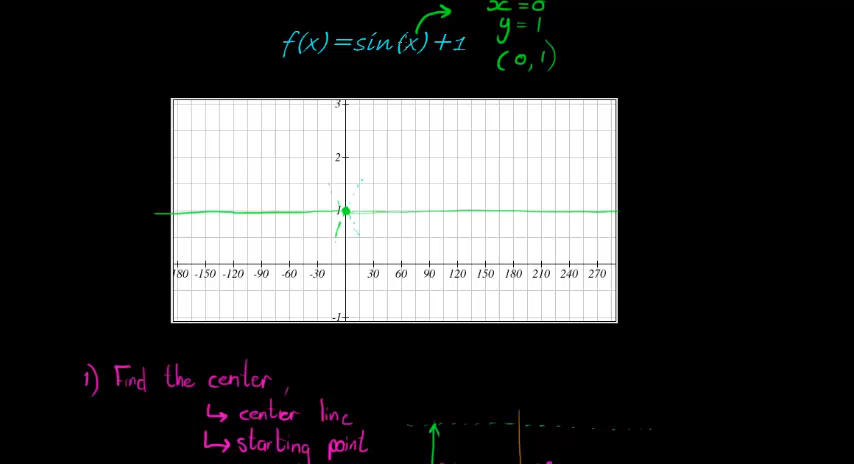 x = 0
f(x) = sin(x) + 1
y = 1
(0, 1)
3
2
1
-180 -150 -120 -90 -60 -30 30 60 90 120 150 180 210 240 270
-1
1) Find the center,
↳ center line
↳ starting point